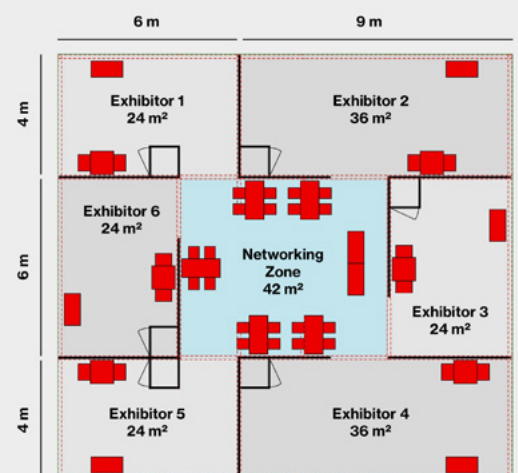 6 m
9 m
4 m
Exhibitor 1
24 m²
Exhibitor 2
36 m²
6 m
Exhibitor 6
24 m²
Networking
Zone
42 m²
Exhibitor 3
24 m²
4 m
Exhibitor 5
24 m²
Exhibitor 4
36 m²